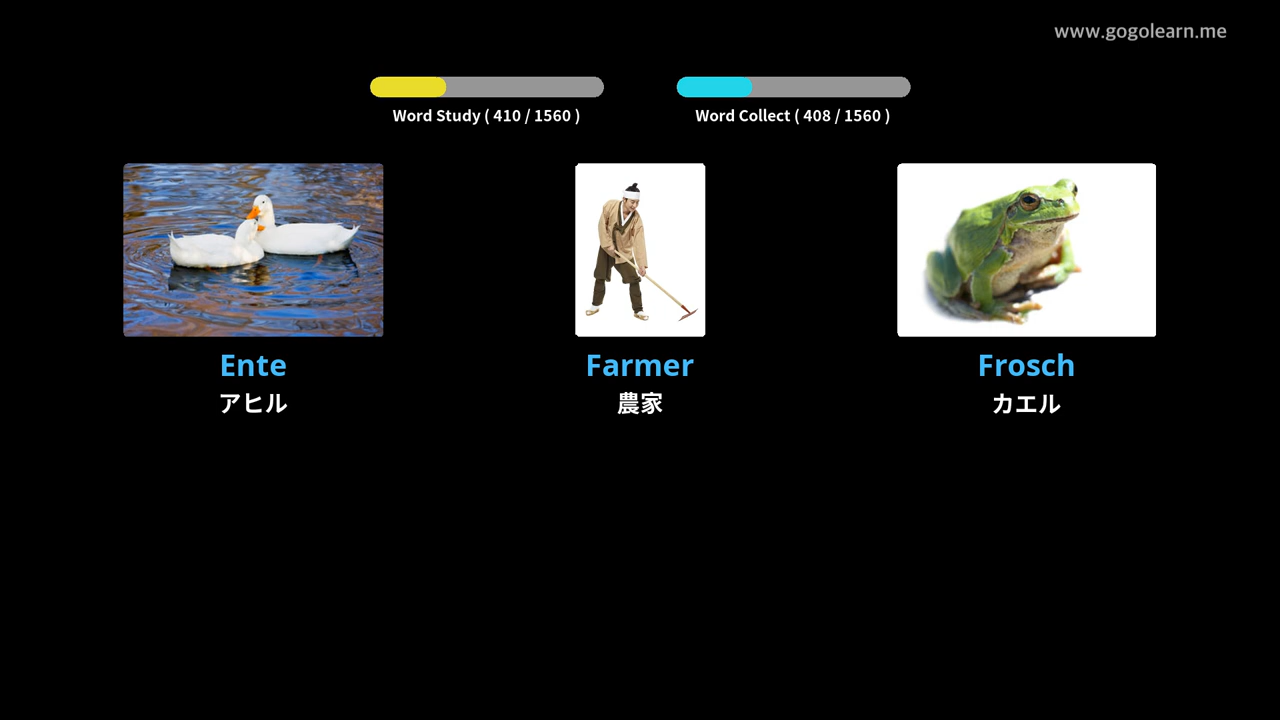 www.gogolearn.me
Word Study ( 410 / 1560 )
Word Collect ( 408 / 1560 )
Ente
アヒル
Farmer
農家
Frosch
カエル